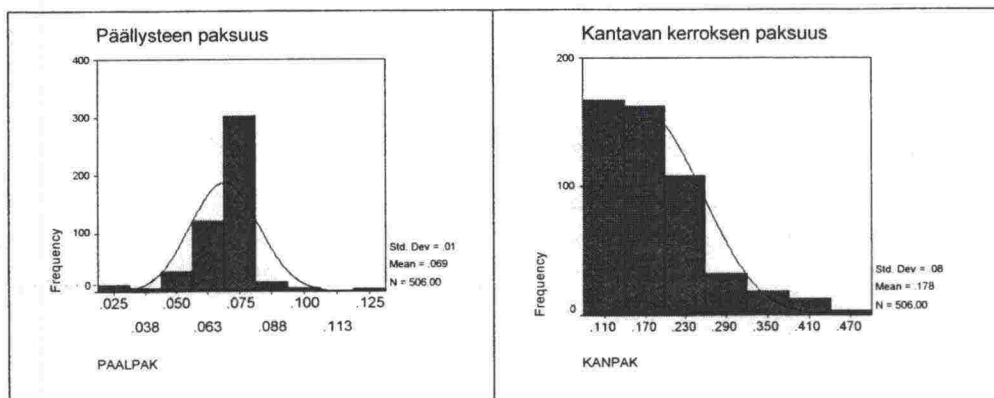 Päällysteen paksuus
400
300
200
100
0
Frequency
.025 .050 .075 .100 .125
.038 .063 .088 .113
Std. Dev = .01
Mean = .069
N = 506.00
PAALPAK
Kantavan kerroksen paksuus
200
100
0
Frequency
.110 .170 .230 .290 .350 .410 .470
Std. Dev = .08
Mean = .178
N = 506.00
KANPAK